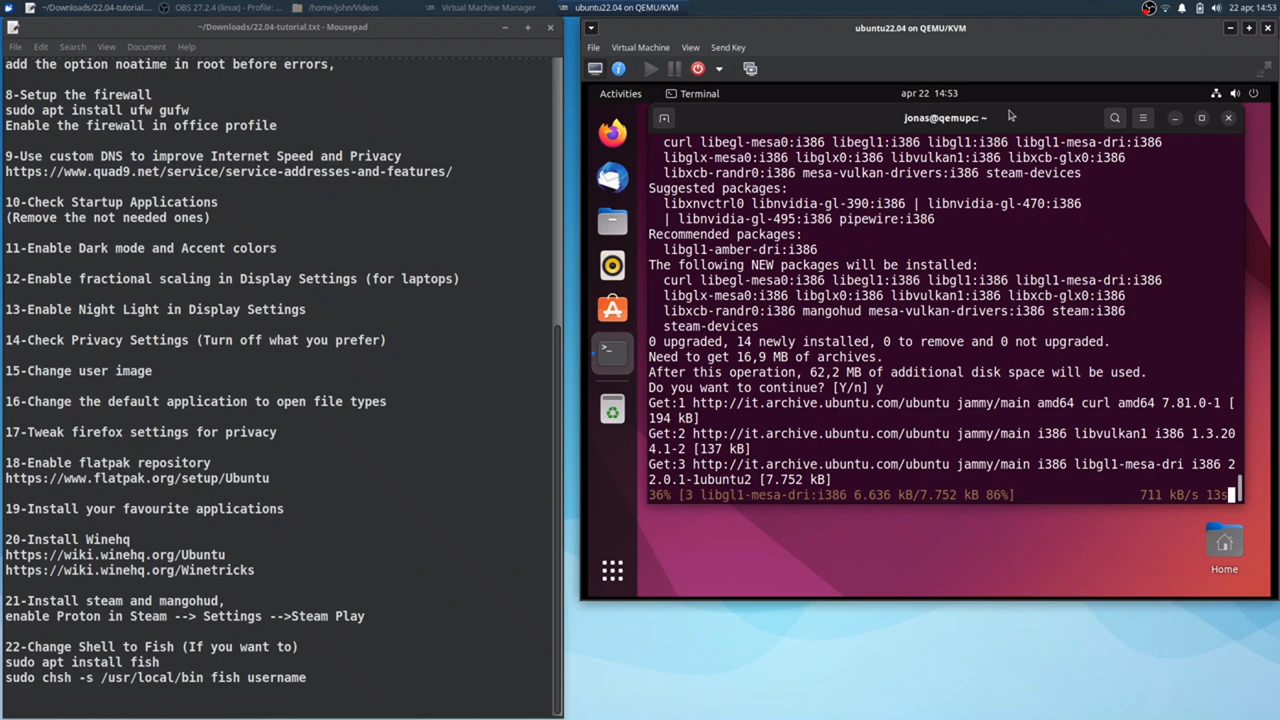 ~/Downloads/22.04-tutorial....
OBS 27.2.4 (linux) - Profile: ...
/home/john/Videos
Virtual Machine Manager
ubuntu22.04 on QEMU/KVM
22 apr, 14:53
~/Downloads/22.04-tutorial.txt - Mousepad
File Edit Search View Document Help
add the option noatime in root before errors,
8-Setup the firewall
sudo apt install ufw gufw
Enable the firewall in office profile
9-Use custom DNS to improve Internet Speed and Privacy
https://www.quad9.net/service/service-addresses-and-features/
10-Check Startup Applications
(Remove the not needed ones)
11-Enable Dark mode and Accent colors
12-Enable fractional scaling in Display Settings (for laptops)
13-Enable Night Light in Display Settings
14-Check Privacy Settings (Turn off what you prefer)
15-Change user image
16-Change the default application to open file types
17-Tweak firefox settings for privacy
18-Enable flatpak repository
https://www.flatpak.org/setup/Ubuntu
19-Install your favourite applications
20-Install Winehq
https://wiki.winehq.org/Ubuntu
https://wiki.winehq.org/Winetricks
21-Install steam and mangohud,
enable Proton in Steam --> Settings -->Steam Play
22-Change Shell to Fish (If you want to)
sudo apt install fish
sudo chsh -s /usr/local/bin fish username
ubuntu22.04 on QEMU/KVM
File Virtual Machine View Send Key
Activities Terminal apr 22 14:53
jonas@qemupc: ~
curl libegl-mesa0:i386 libegl1:i386 libgl1:i386 libgl1-mesa-dri:i386
libglx-mesa0:i386 libglx0:i386 libvulkan1:i386 libxcb-glx0:i386
libxcb-randr0:i386 mesa-vulkan-drivers:i386 steam-devices
Suggested packages:
libxnvctrl0 libnvidia-gl-390:i386 | libnvidia-gl-470:i386
| libnvidia-gl-495:i386 pipewire:i386
Recommended packages:
libgl1-amber-dri:i386
The following NEW packages will be installed:
curl libegl-mesa0:i386 libegl1:i386 libgl1:i386 libgl1-mesa-dri:i386
libglx-mesa0:i386 libglx0:i386 libvulkan1:i386 libxcb-glx0:i386
libxcb-randr0:i386 mangohud mesa-vulkan-drivers:i386 steam:i386
steam-devices
0 upgraded, 14 newly installed, 0 to remove and 0 not upgraded.
Need to get 16,9 MB of archives.
After this operation, 62,2 MB of additional disk space will be used.
Do you want to continue? [Y/n] y
Get:1 http://it.archive.ubuntu.com/ubuntu jammy/main amd64 curl amd64 7.81.0-1 [
194 kB]
Get:2 http://it.archive.ubuntu.com/ubuntu jammy/main i386 libvulkan1 i386 1.3.20
4.1-2 [137 kB]
Get:3 http://it.archive.ubuntu.com/ubuntu jammy/main i386 libgl1-mesa-dri i386 2
2.0.1-1ubuntu2 [7.752 kB]
36% [3 libgl1-mesa-dri:i386 6.636 kB/7.752 kB 86%] 711 kB/s 13s
Home